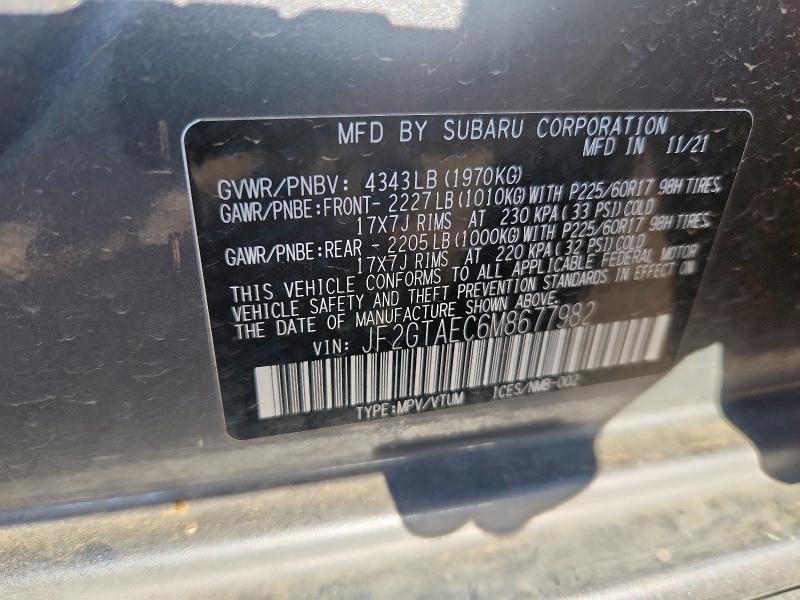 MFD BY SUBARU CORPORATION
MFD IN 11/21
GVWR/PNBV: 4343LB (1970KG)
GAWR/PNBE:FRONT- 2227LB (1010KG) WITH P225/60R17 98H TIRES,
17X7J RIMS AT 230 KPA (33 PSI) COLD
GAWR/PNBE:REAR - 2205LB (1000KG) WITH P225/60R17 98H TIRES,
17X7J RIMS AT 220 KPA (32 PSI) COLD
THIS VEHICLE CONFORMS TO ALL APPLICABLE FEDERAL MOTOR
VEHICLE SAFETY AND THEFT PREVENTION STANDARDS IN EFFECT ON
THE DATE OF MANUFACTURE SHOWN ABOVE.
VIN: JF2GTAEC6M8677982
TYPE:MPV/VTUM ICES/NMB-002